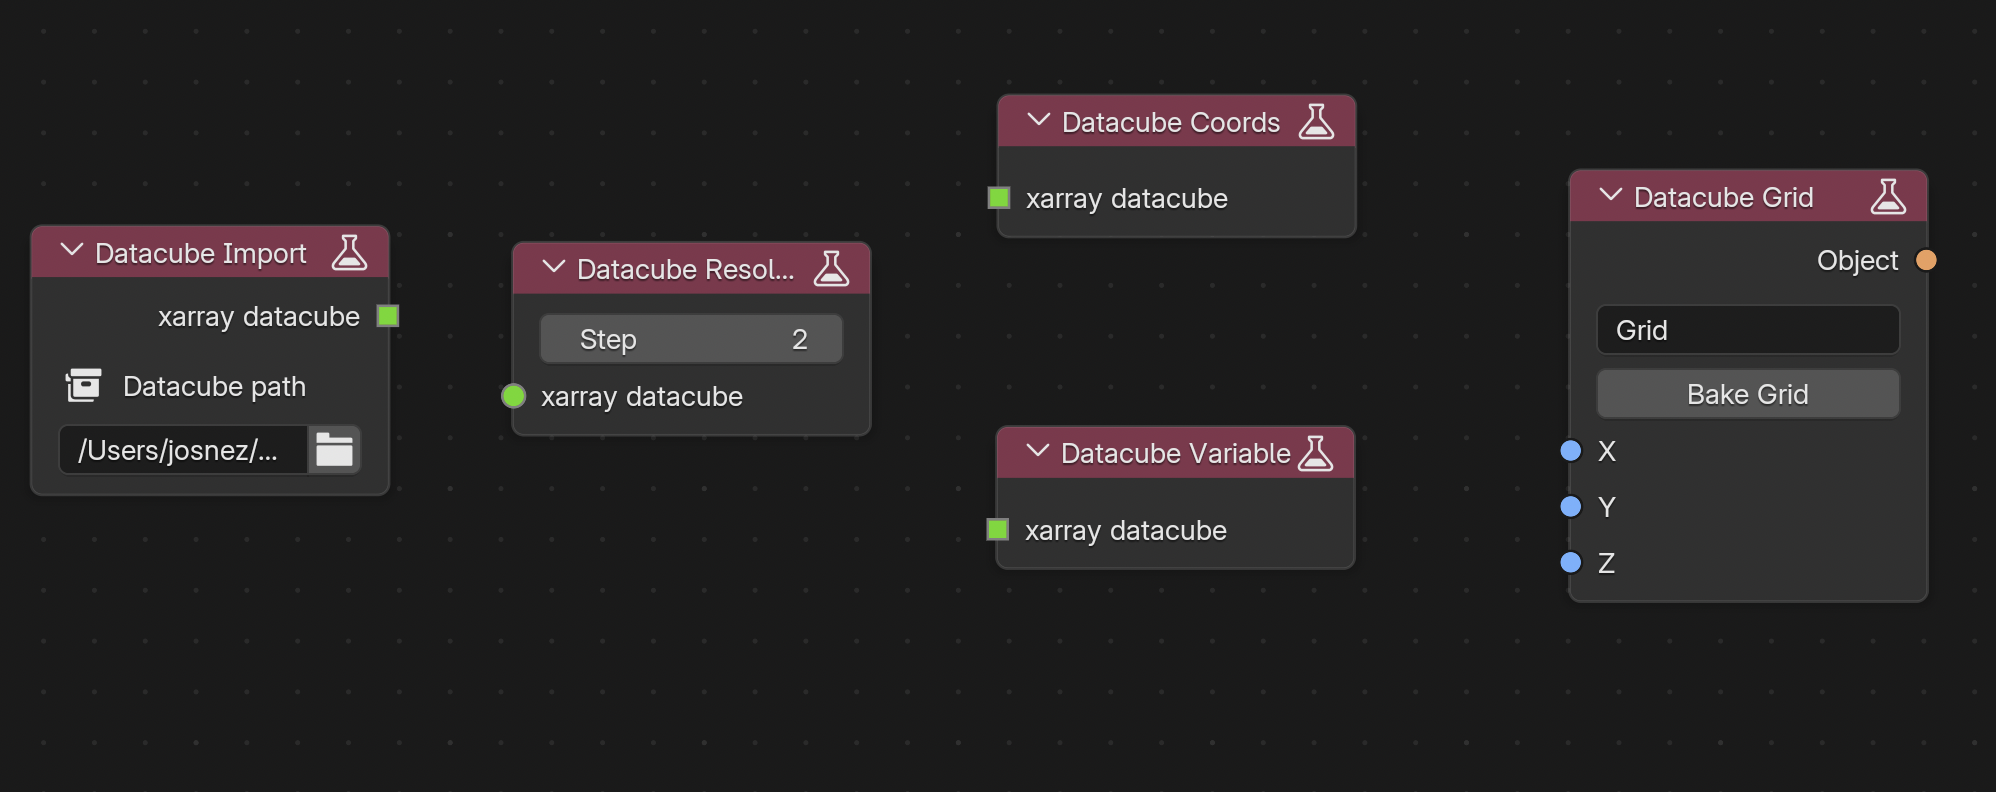 Datacube Import
xarray datacube
Datacube path
/Users/josnez/...
Datacube Resol...
Step 2
xarray datacube
Datacube Coords
xarray datacube
Datacube Variable
xarray datacube
Datacube Grid
Object
Grid
Bake Grid
X
Y
Z